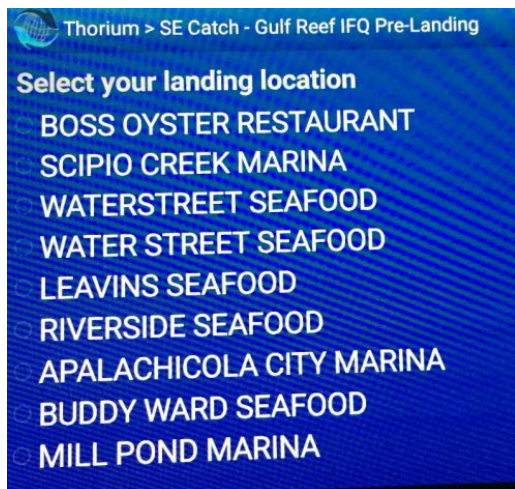 Thorium > SE Catch - Gulf Reef IFQ Pre-Landing
Select your landing location
BOSS OYSTER RESTAURANT
SCIPIO CREEK MARINA
WATERSTREET SEAFOOD
WATER STREET SEAFOOD
LEAVINS SEAFOOD
RIVERSIDE SEAFOOD
APALACHICOLA CITY MARINA
BUDDY WARD SEAFOOD
MILL POND MARINA